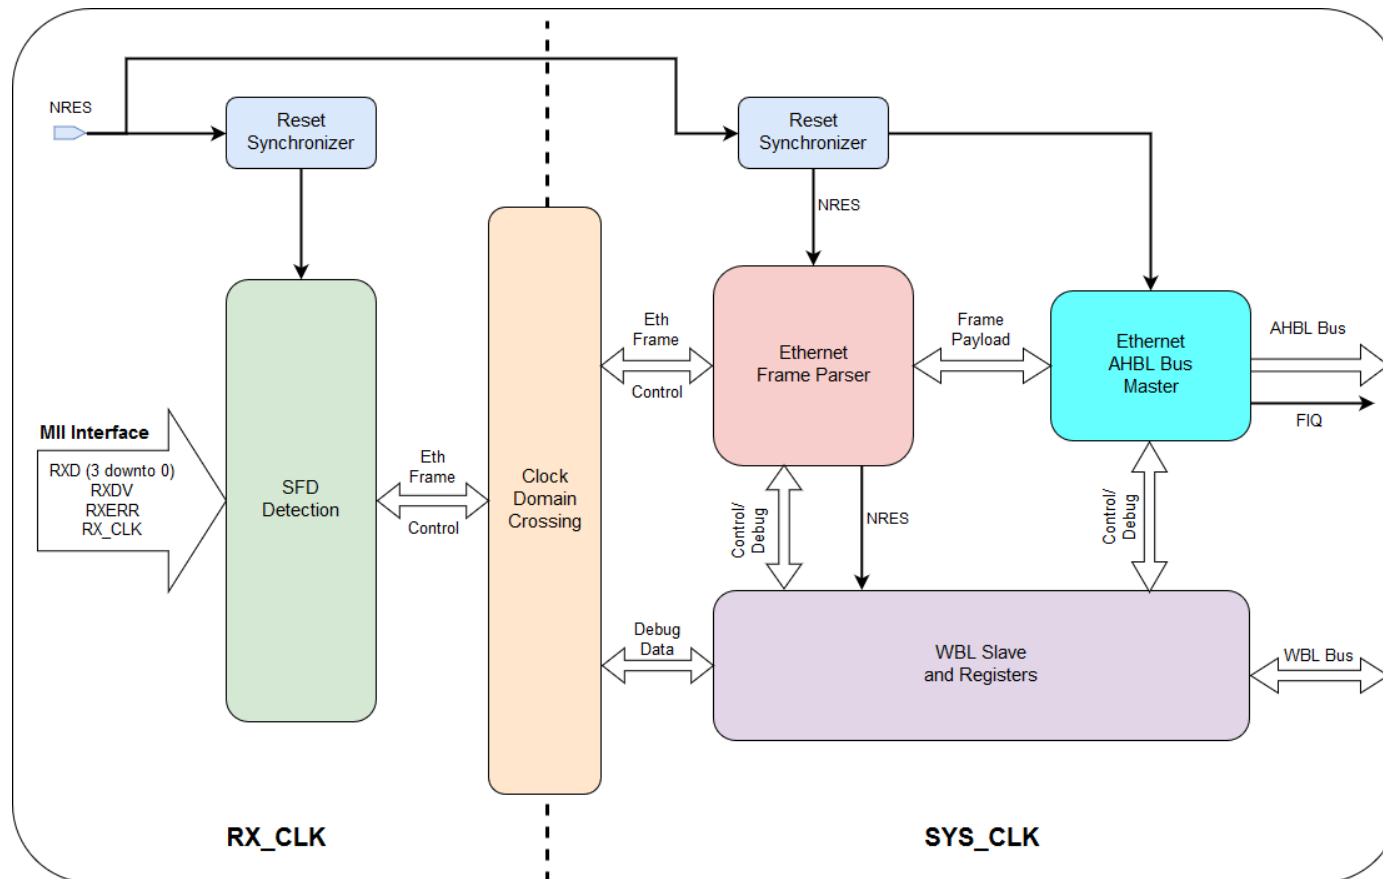 NRES
Reset
Synchronizer
Reset
Synchronizer
NRES
Eth
Frame
Control
Ethernet
Frame Parser
Frame
Payload
Ethernet
AHBL Bus
Master
AHBL Bus
FIQ
MII Interface
RXD (3 downto 0)
RXDV
RXERR
RX_CLK
SFD
Detection
Eth
Frame
Control
Clock
Domain
Crossing
Control/
Debug
NRES
Control/
Debug
Debug
Data
WBL Slave
and Registers
WBL Bus
RX_CLK
SYS_CLK